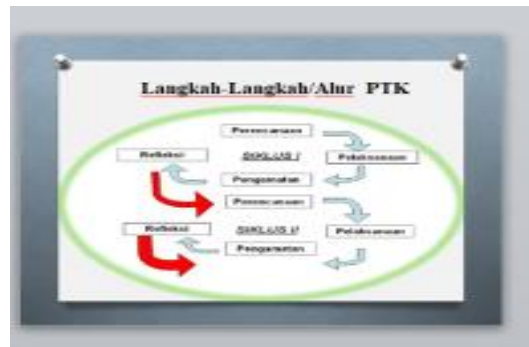 Langkah-Langkah/Alur PTK
Perencanaan
Refleksi SIKLUS I Pelaksanaan
Pengamatan
Perencanaan
Refleksi SIKLUS II Pelaksanaan
Pengamatan